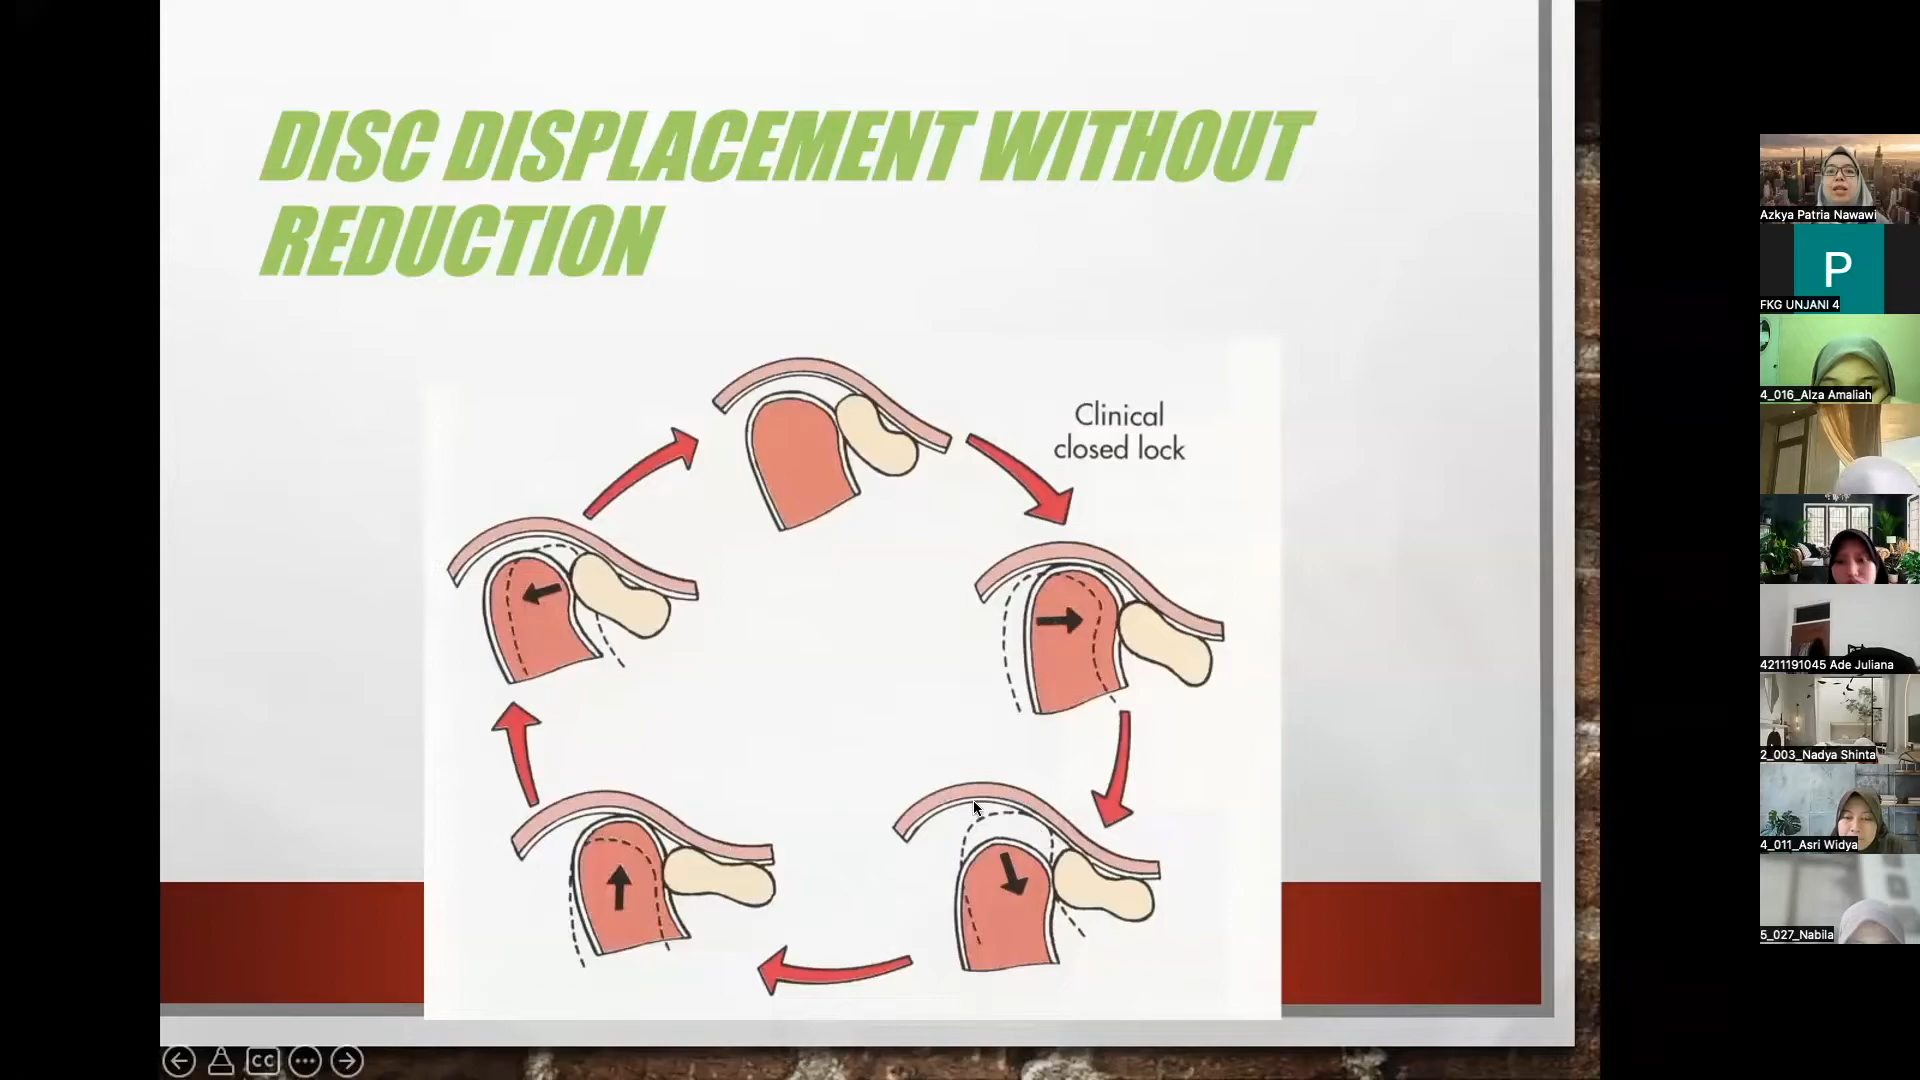 DISC DISPLACEMENT WITHOUT
REDUCTION
Clinical
closed lock
Azkya Patria Nawawi
P
FKG UNJANI 4
4_016_Alza Amaliah
4211191045 Ade Juliana
2_003_Nadya Shinta
4_011_Asri Widya
5_027_Nabila
CC